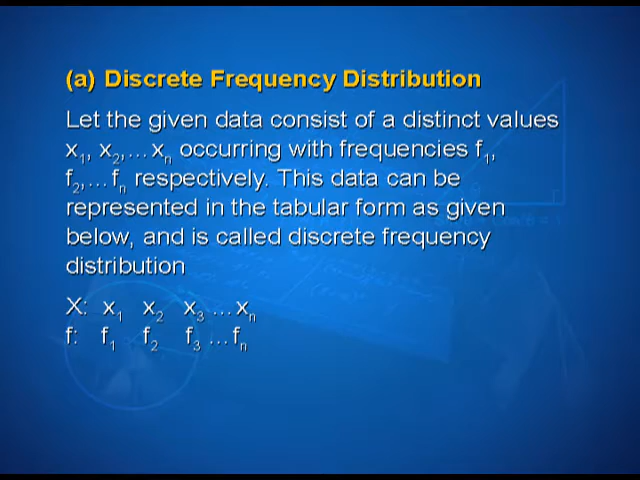 (a) Discrete Frequency Distribution
Let the given data consist of a distinct values
x₁, x₂,...xₙ occurring with frequencies f₁,
f₂,...fₙ respectively. This data can be
represented in the tabular form as given
below, and is called discrete frequency
distribution
X: x₁ x₂ x₃ ...xₙ
f: f₁ f₂ f₃ ...fₙ